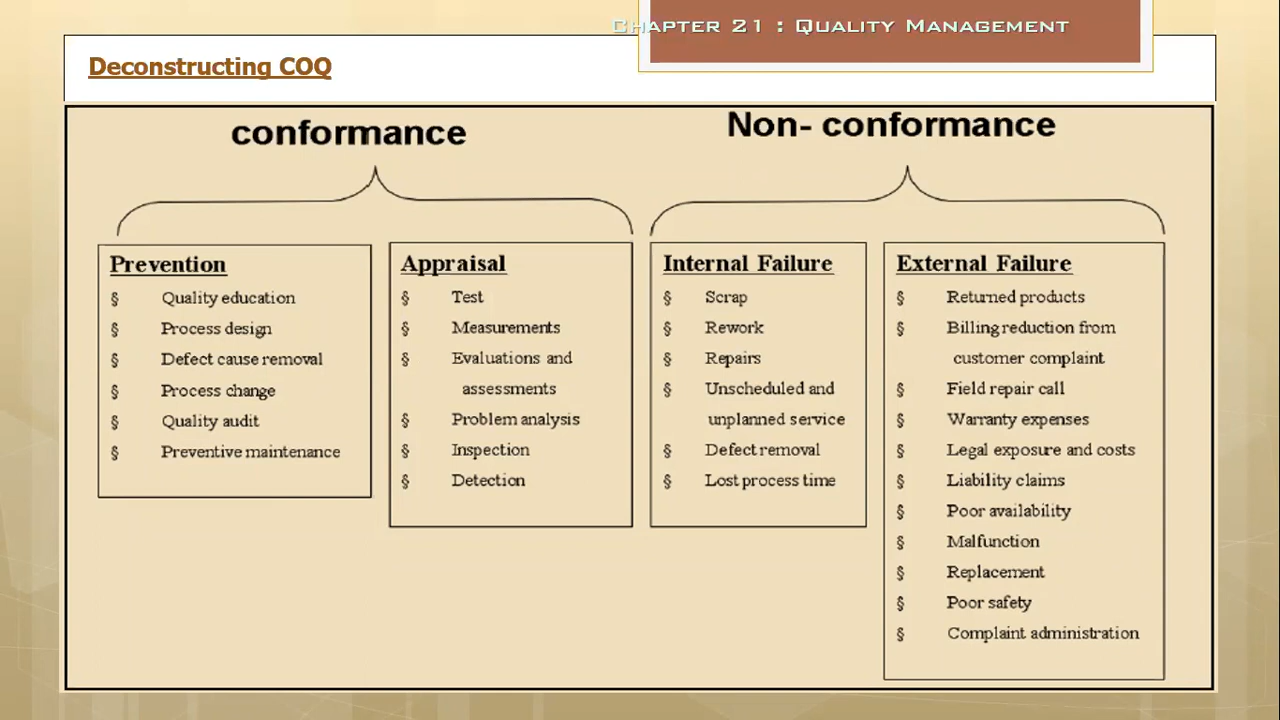 Chapter 21 : Quality Management
Deconstructing COQ
conformance
Non- conformance
Prevention
§ Quality education
§ Process design
§ Defect cause removal
§ Process change
§ Quality audit
§ Preventive maintenance
Appraisal
§ Test
§ Measurements
§ Evaluations and
assessments
§ Problem analysis
§ Inspection
§ Detection
Internal Failure
§ Scrap
§ Rework
§ Repairs
§ Unscheduled and
unplanned service
§ Defect removal
§ Lost process time
External Failure
§ Returned products
§ Billing reduction from
customer complaint
§ Field repair call
§ Warranty expenses
§ Legal exposure and costs
§ Liability claims
§ Poor availability
§ Malfunction
§ Replacement
§ Poor safety
§ Complaint administration